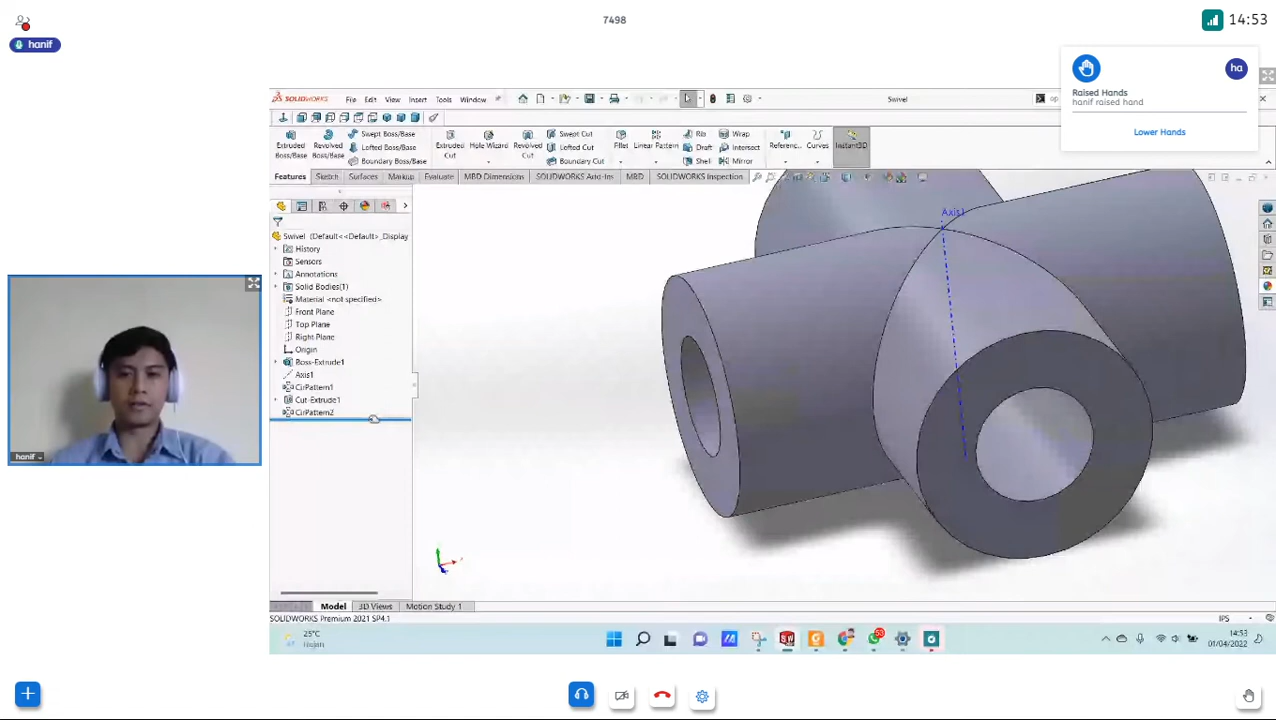 7498
14:53
hanif
Raised Hands
hanif raised hand
ha
Lower Hands
SOLIDWORKS
File
Edit
View
Insert
Tools
Window
Swivel
Extruded
Boss/Base
Revolved
Boss/Base
Swept Boss/Base
Lofted Boss/Base
Boundary Boss/Base
Extruded
Cut
Hole Wizard
Revolved
Cut
Swept Cut
Lofted Cut
Boundary Cut
Fillet
Linear Pattern
Rib
Draft
Shell
Wrap
Intersect
Mirror
Referenc...
Curves
Instant3D
Features
Sketch
Surfaces
Markup
Evaluate
MBD Dimensions
SOLIDWORKS Add-Ins
MBD
SOLIDWORKS Inspection
Swivel (Default<<Default>_Display
History
Sensors
Annotations
Solid Bodies(1)
Material <not specified>
Front Plane
Top Plane
Right Plane
Origin
Boss-Extrude1
Axis1
CirPattern1
Cut-Extrude1
CirPattern2
Axis1
hanif
Model
3D Views
Motion Study 1
SOLIDWORKS Premium 2021 SP4.1
IPS
25°C
Hujan
14:53
01/04/2022